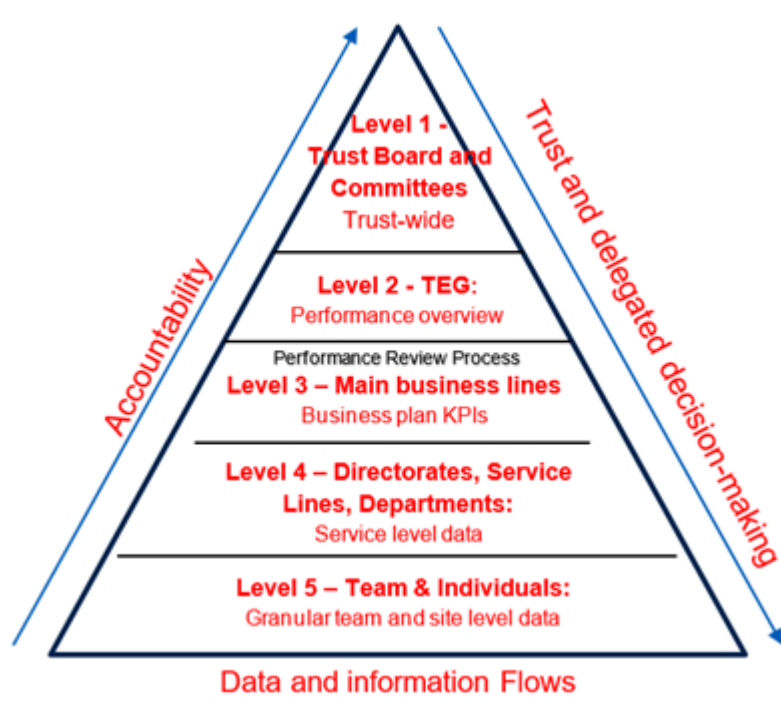 Level 1 -
Trust Board and
Committees
Trust-wide
Level 2 - TEG:
Performance overview
Performance Review Process
Level 3 – Main business lines
Business plan KPIs
Level 4 – Directorates, Service
Lines, Departments:
Service level data
Level 5 – Team & Individuals:
Granular team and site level data
Accountability
Trust and delegated decision-making
Data and information Flows